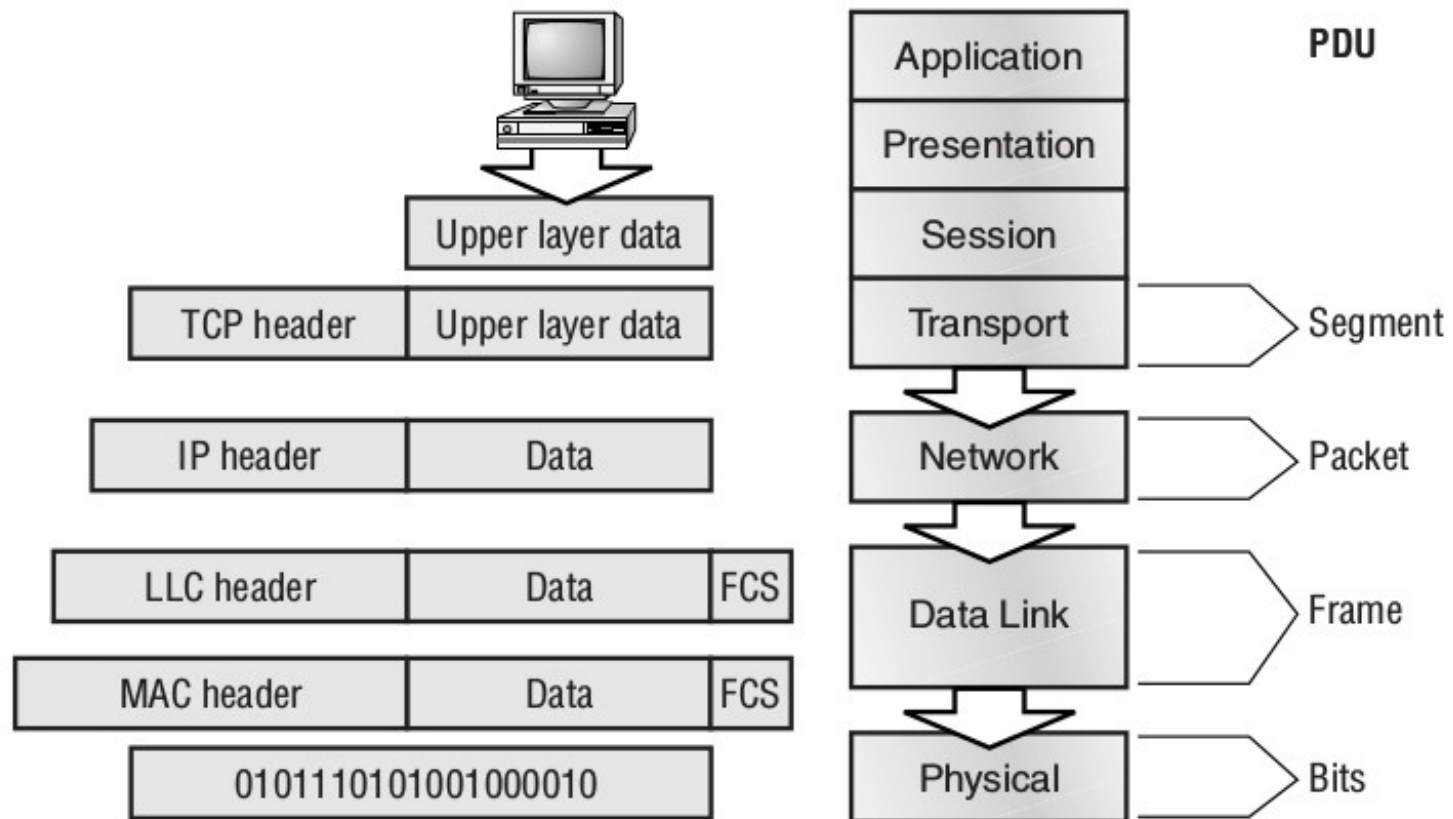 Application
PDU
Presentation
Upper layer data
Session
TCP header
Upper layer data
Transport
Segment
IP header
Data
Network
Packet
LLC header
Data
FCS
Data Link
Frame
MAC header
Data
FCS
0101110101001000010
Physical
Bits